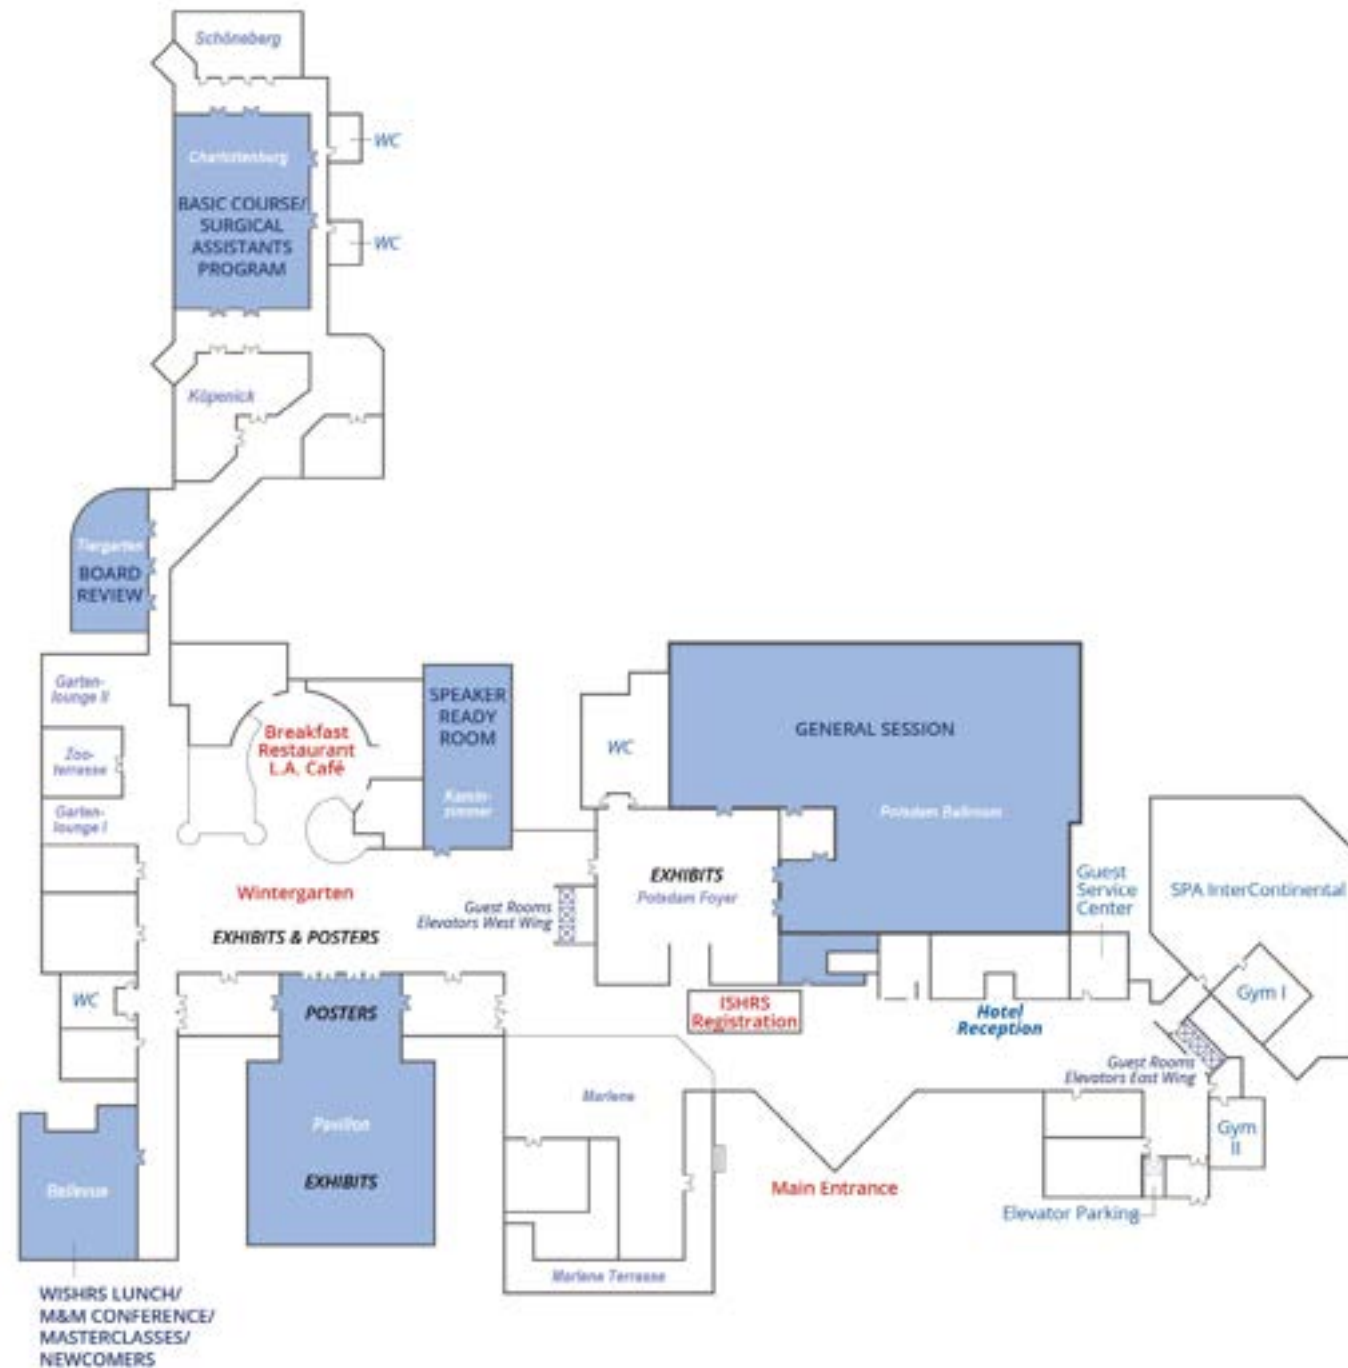 Schöneberg
WC
Charlottenburg
BASIC COURSE/
SURGICAL
ASSISTANTS
PROGRAM
WC
Köpenick
Tiergarten
BOARD
REVIEW
Garten-
lounge II
Zoo-
terrasse
Garten-
lounge I
Breakfast
Restaurant
L.A. Café
SPEAKER
READY
ROOM
Kamin-
zimmer
WC
GENERAL SESSION
Potsdam Ballroom
EXHIBITS
Potsdam Foyer
Guest
Service
Center
SPA InterContinental
Wintergarten
Guest Rooms
Elevators West Wing
EXHIBITS & POSTERS
WC
POSTERS
ISHRS
Registration
Hotel
Reception
Gym I
Guest Rooms
Elevators East Wing
Marlene
Pavillon
EXHIBITS
Gym
II
Bellevue
Main Entrance
Elevator Parking
Marlene Terrasse
WISHRS LUNCH/
M&M CONFERENCE/
MASTERCLASSES/
NEWCOMERS